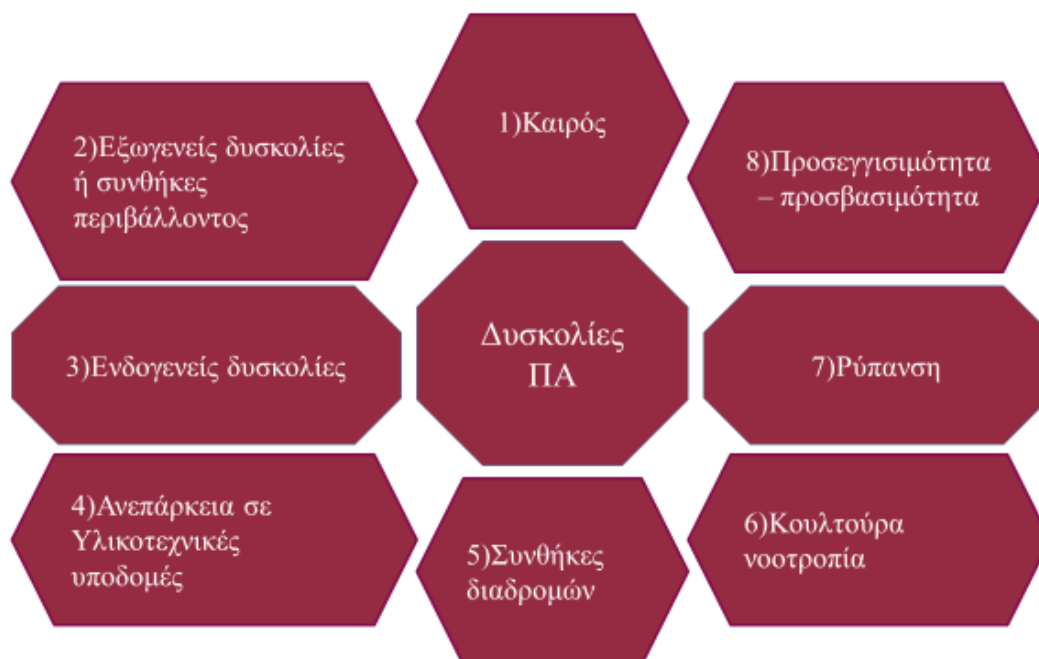 1)Καιρός
2)Εξωγενείς δυσκολίες
ή συνθήκες
περιβάλλοντος
3)Ενδογενείς δυσκολίες
4)Ανεπάρκεια σε
Υλικοτεχνικές
υποδομές
5)Συνθήκες
διαδρομών
6)Κουλτούρα
νοοτροπία
7)Ρύπανση
8)Προσεγγισιμότητα
– προσβασιμότητα
Δυσκολίες
ΠΑ